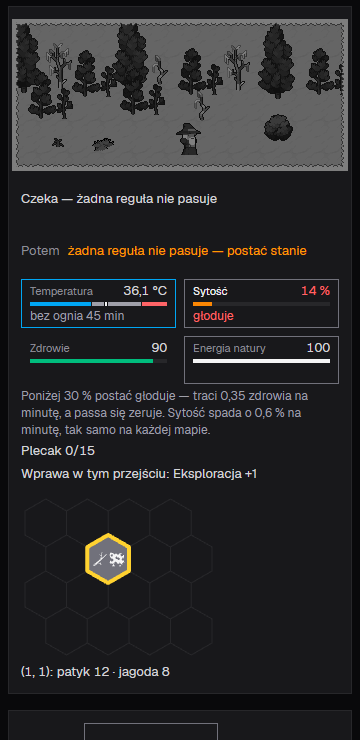 Czeka — żadna reguła nie pasuje
Potem żadna reguła nie pasuje — postać stanie
Temperatura 36,1 °C
bez ognia 45 min
Sytość 14 %
głoduje
Zdrowie 90
Energia natury 100
Poniżej 30 % postać głoduje — traci 0,35 zdrowia na
minutę, a passa się zeruje. Sytość spada o 0,6 % na
minutę, tak samo na każdej mapie.
Plecak 0/15
Wprawa w tym przejściu: Eksploracja +1
(1, 1): patyk 12 · jagoda 8